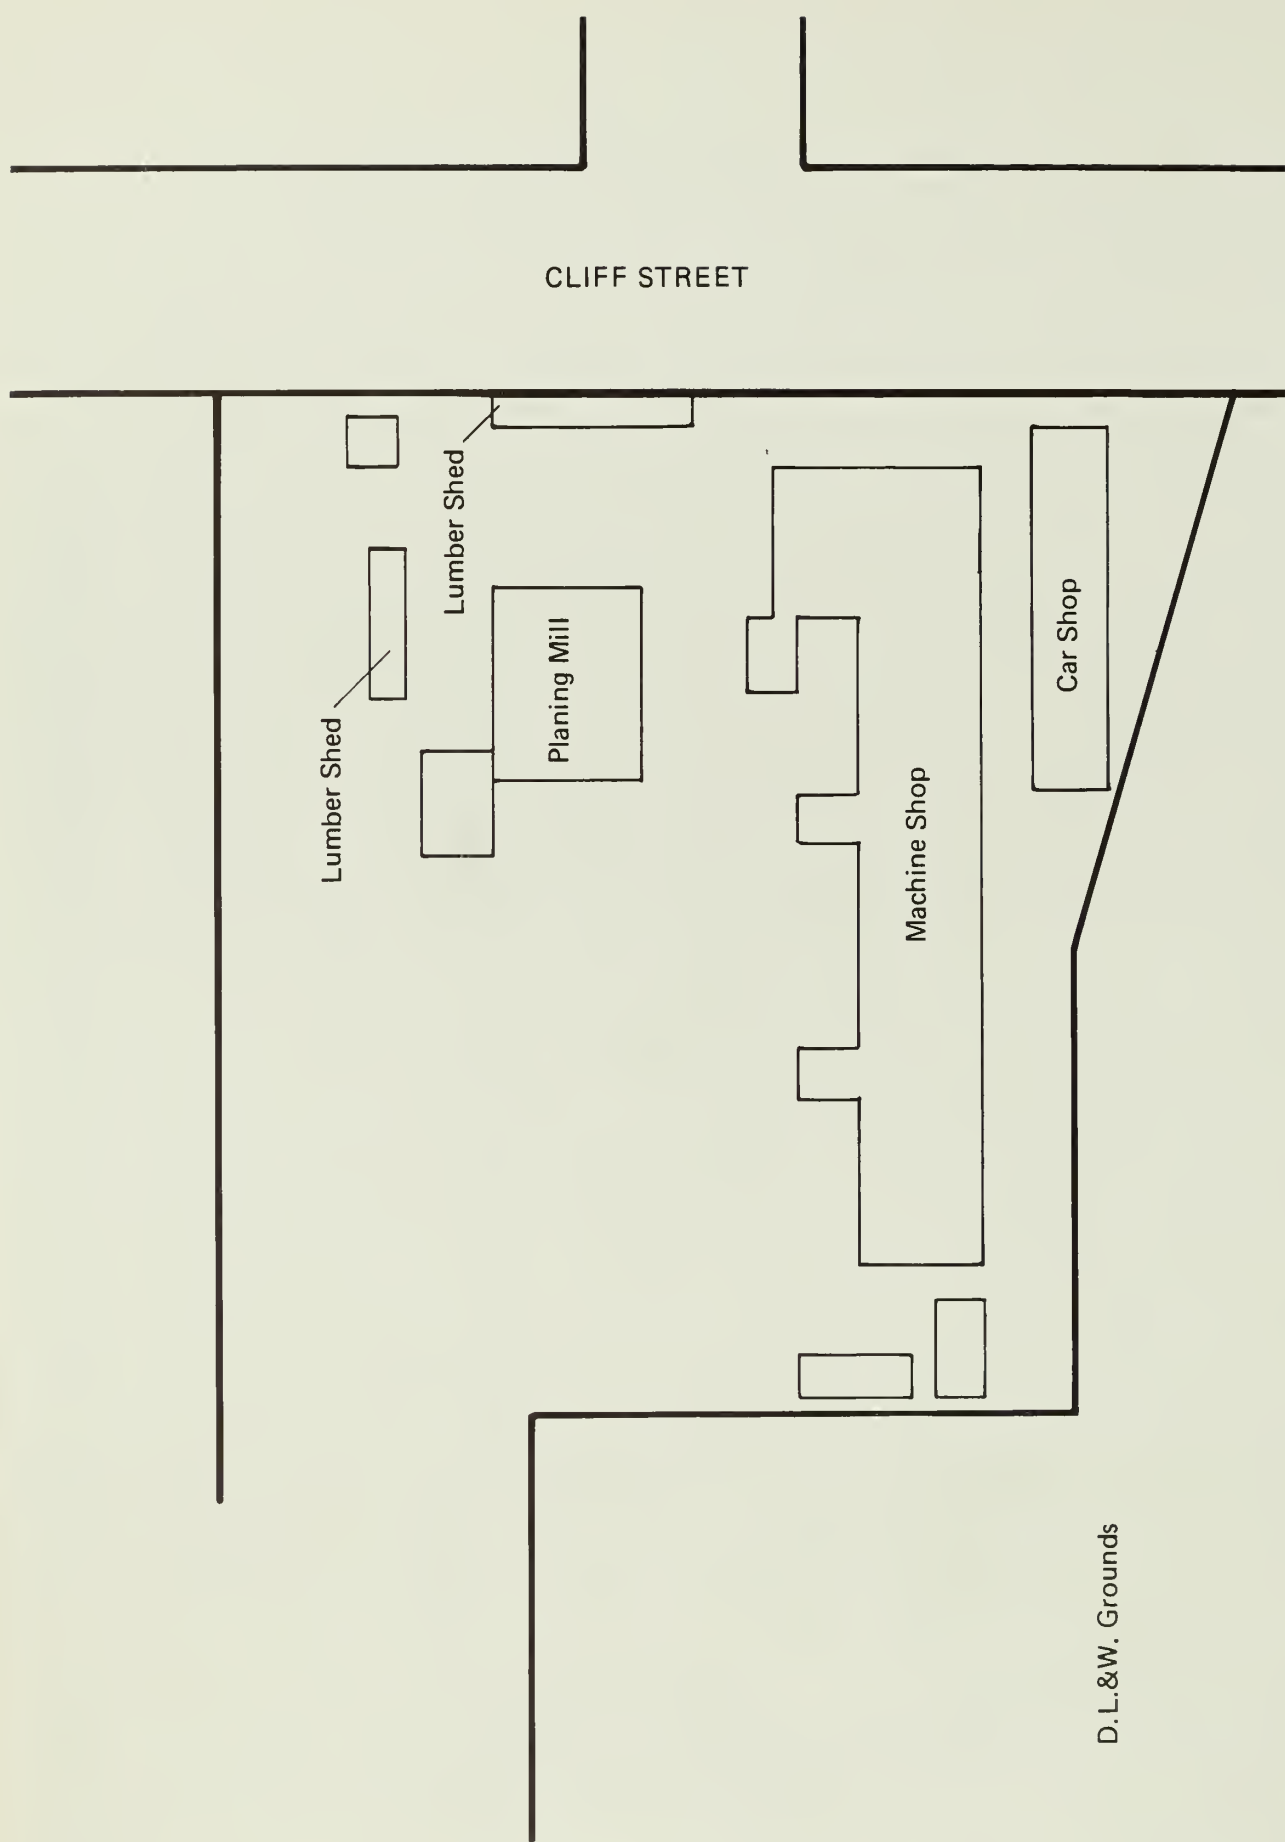 CLIFF STREET
Lumber Shed
Lumber Shed
Planing Mill
Car Shop
Machine Shop
D.L.&W. Grounds